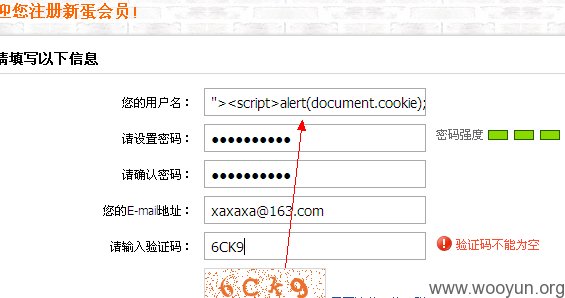 迎您注册新蛋会员!
请填写以下信息
您的用户名: "><script>alert(document.cookie);
请设置密码: ●●●●●●●●●● 密码强度
请确认密码: ●●●●●●●●●●
您的E-mail地址: xaxaxa@163.com
请输入验证码: 6CK9 验证码不能为空
6CK9
www.wooyun.org